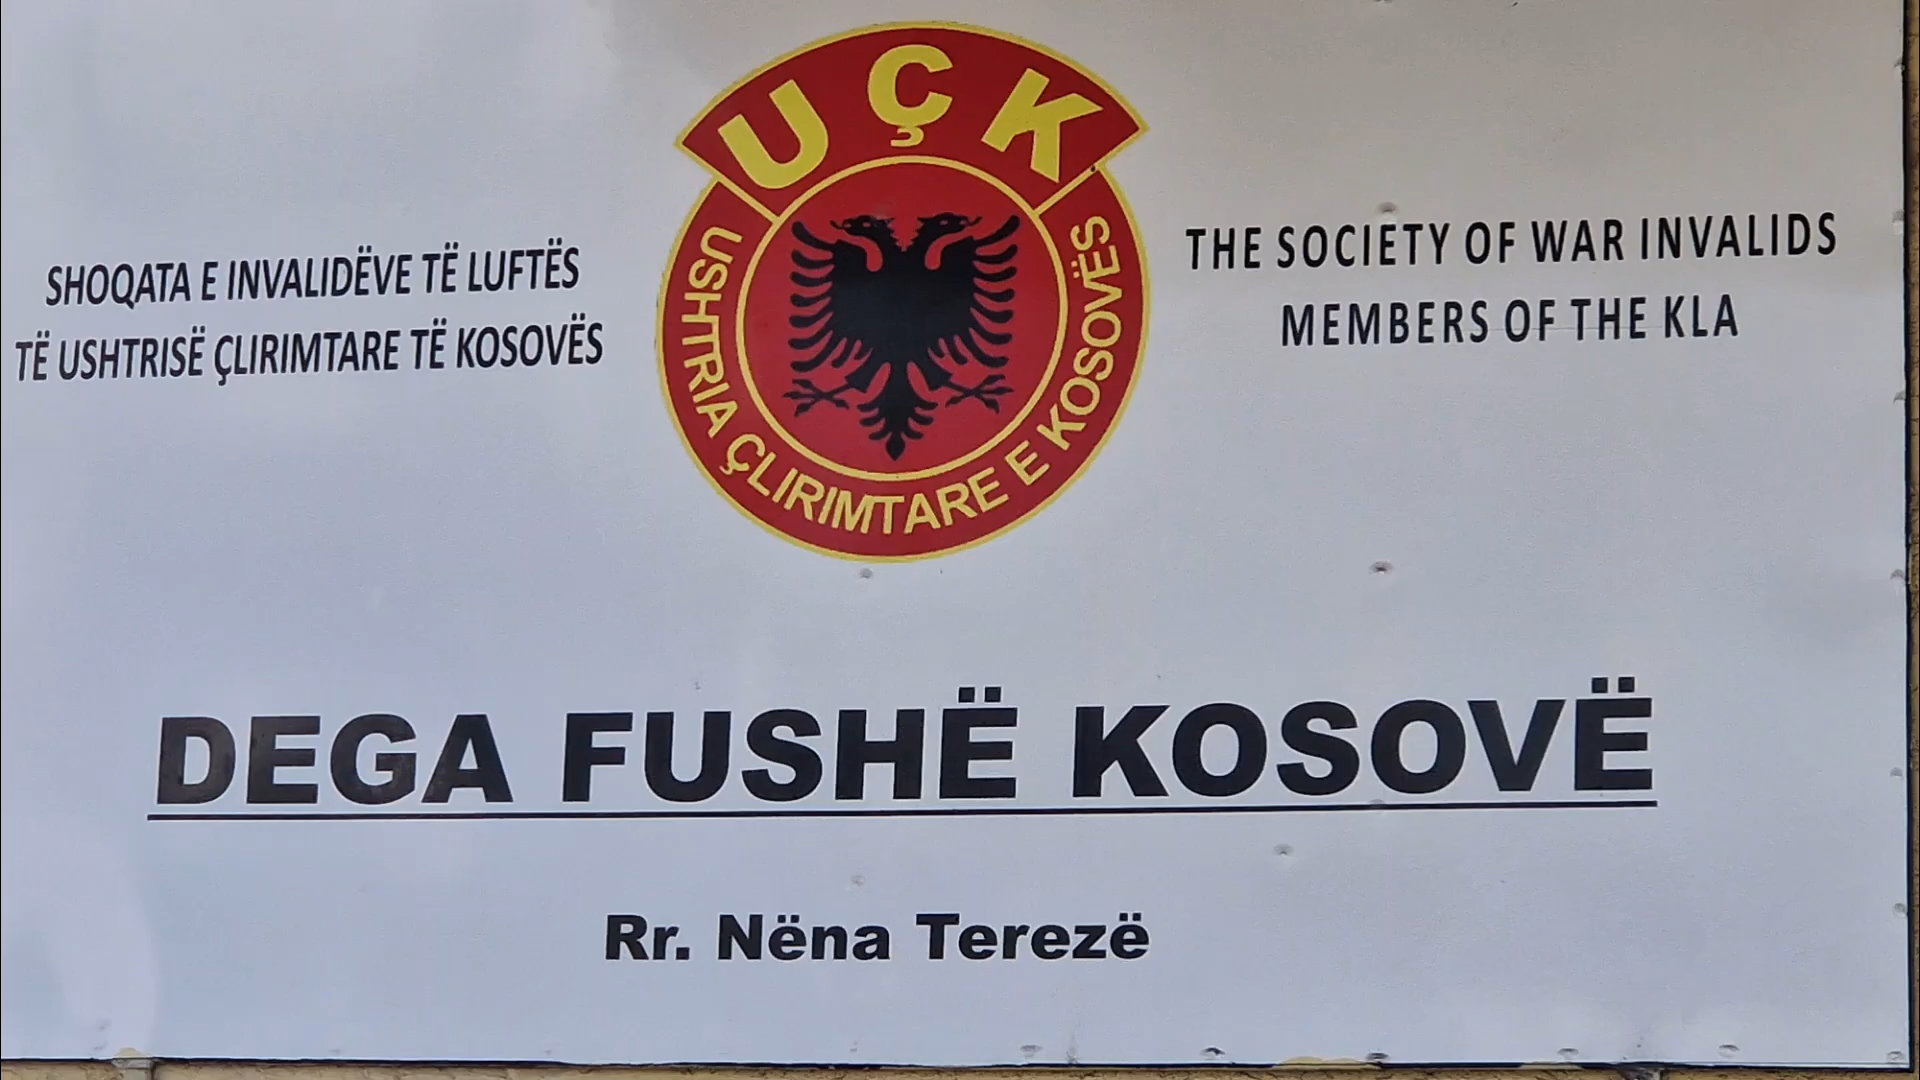 UÇK
USHTRIA ÇLIRIMTARE E KOSOVËS
SHOQATA E INVALIDËVE TË LUFTËS
TË USHTRISË ÇLIRIMTARE TË KOSOVËS
THE SOCIETY OF WAR INVALIDS
MEMBERS OF THE KLA
DEGA FUSHË KOSOVË
Rr. Nëna Terezë